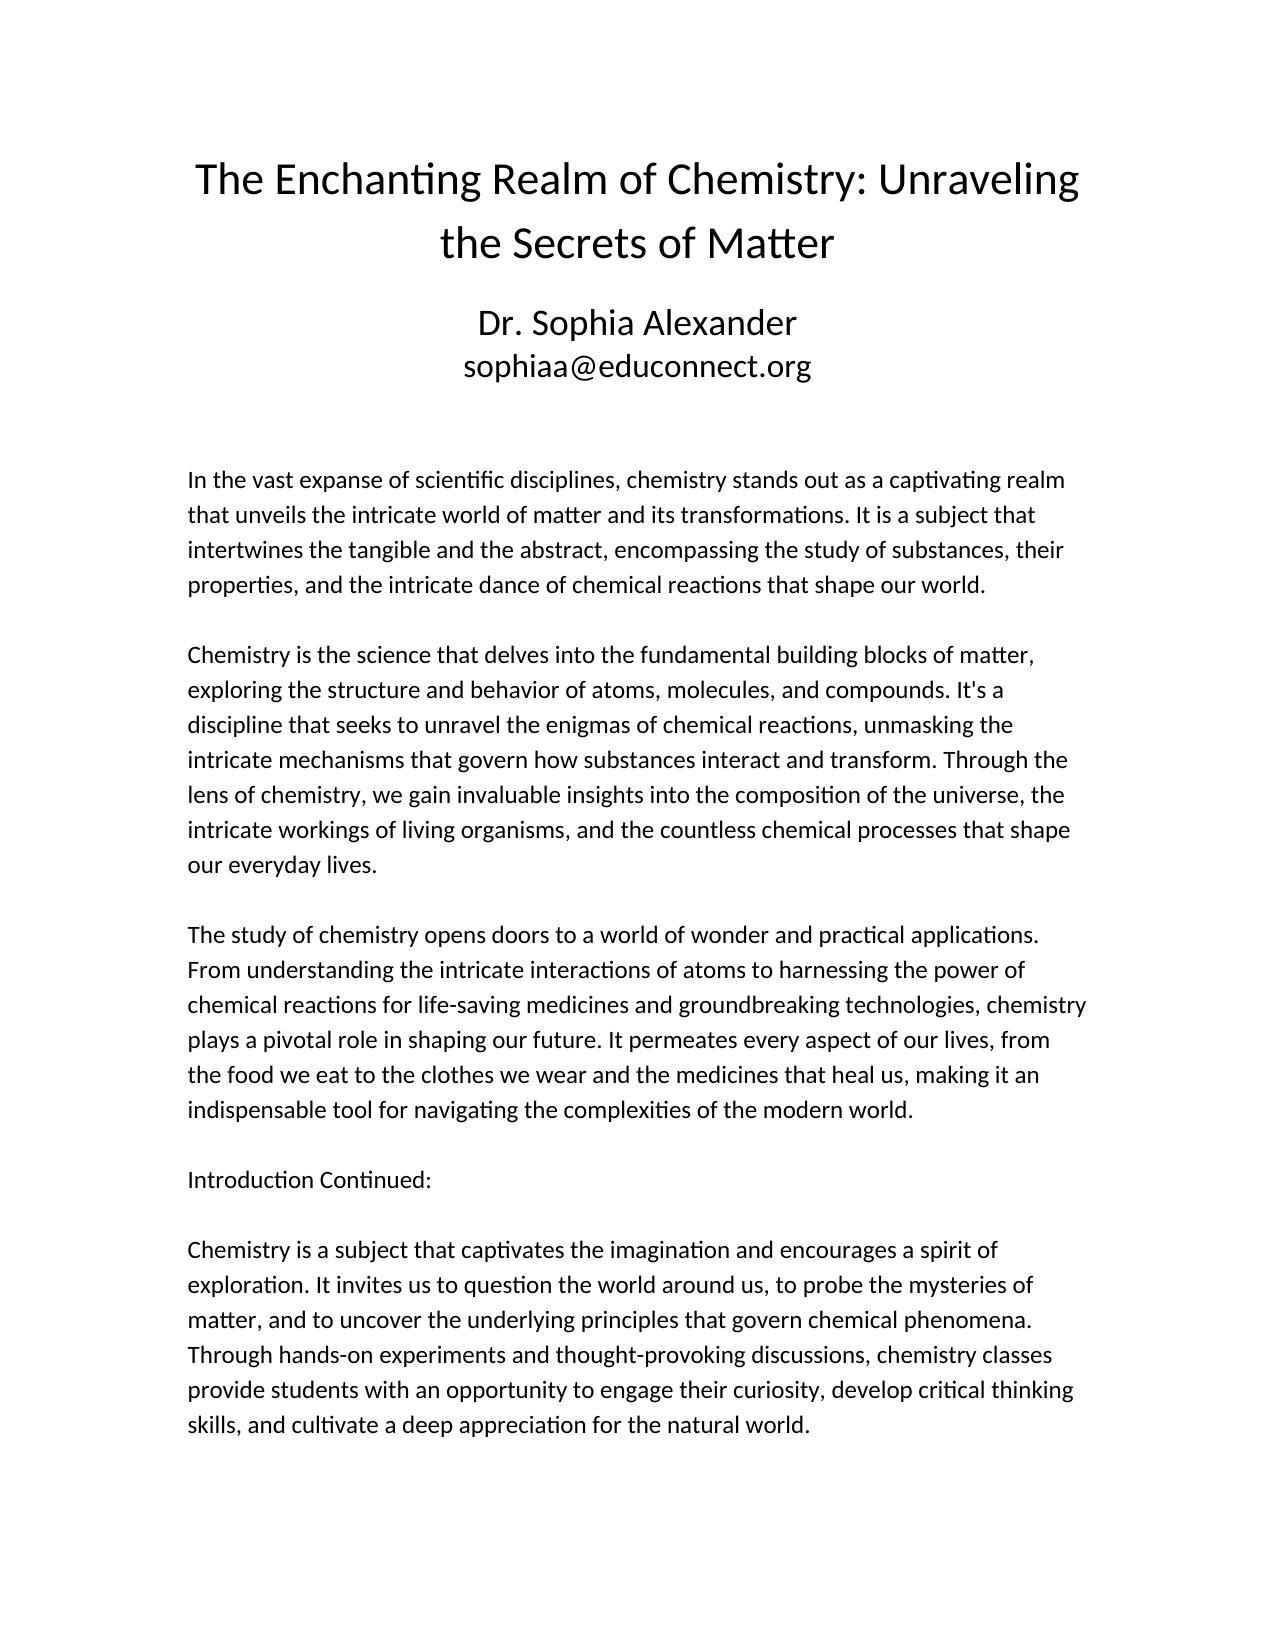 The Enchanting Realm of Chemistry: Unraveling
the Secrets of Matter
Dr. Sophia Alexander
sophiaa@educonnect.org
In the vast expanse of scientific disciplines, chemistry stands out as a captivating realm
that unveils the intricate world of matter and its transformations. It is a subject that
intertwines the tangible and the abstract, encompassing the study of substances, their
properties, and the intricate dance of chemical reactions that shape our world.
Chemistry is the science that delves into the fundamental building blocks of matter,
exploring the structure and behavior of atoms, molecules, and compounds. It's a
discipline that seeks to unravel the enigmas of chemical reactions, unmasking the
intricate mechanisms that govern how substances interact and transform. Through the
lens of chemistry, we gain invaluable insights into the composition of the universe, the
intricate workings of living organisms, and the countless chemical processes that shape
our everyday lives.
The study of chemistry opens doors to a world of wonder and practical applications.
From understanding the intricate interactions of atoms to harnessing the power of
chemical reactions for life-saving medicines and groundbreaking technologies, chemistry
plays a pivotal role in shaping our future. It permeates every aspect of our lives, from
the food we eat to the clothes we wear and the medicines that heal us, making it an
indispensable tool for navigating the complexities of the modern world.
Introduction Continued:
Chemistry is a subject that captivates the imagination and encourages a spirit of
exploration. It invites us to question the world around us, to probe the mysteries of
matter, and to uncover the underlying principles that govern chemical phenomena.
Through hands-on experiments and thought-provoking discussions, chemistry classes
provide students with an opportunity to engage their curiosity, develop critical thinking
skills, and cultivate a deep appreciation for the natural world.